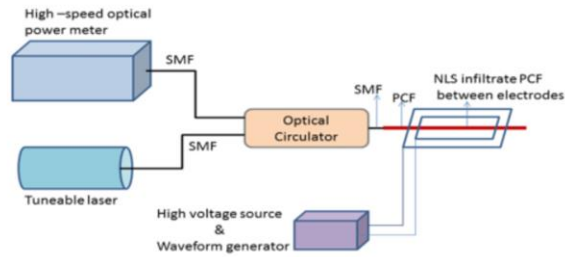 High –speed optical
power meter
SMF
SMF
Tuneable laser
Optical
Circulator
SMF
PCF
NLS infiltrate PCF
between electrodes
High voltage source
&
Waveform generator